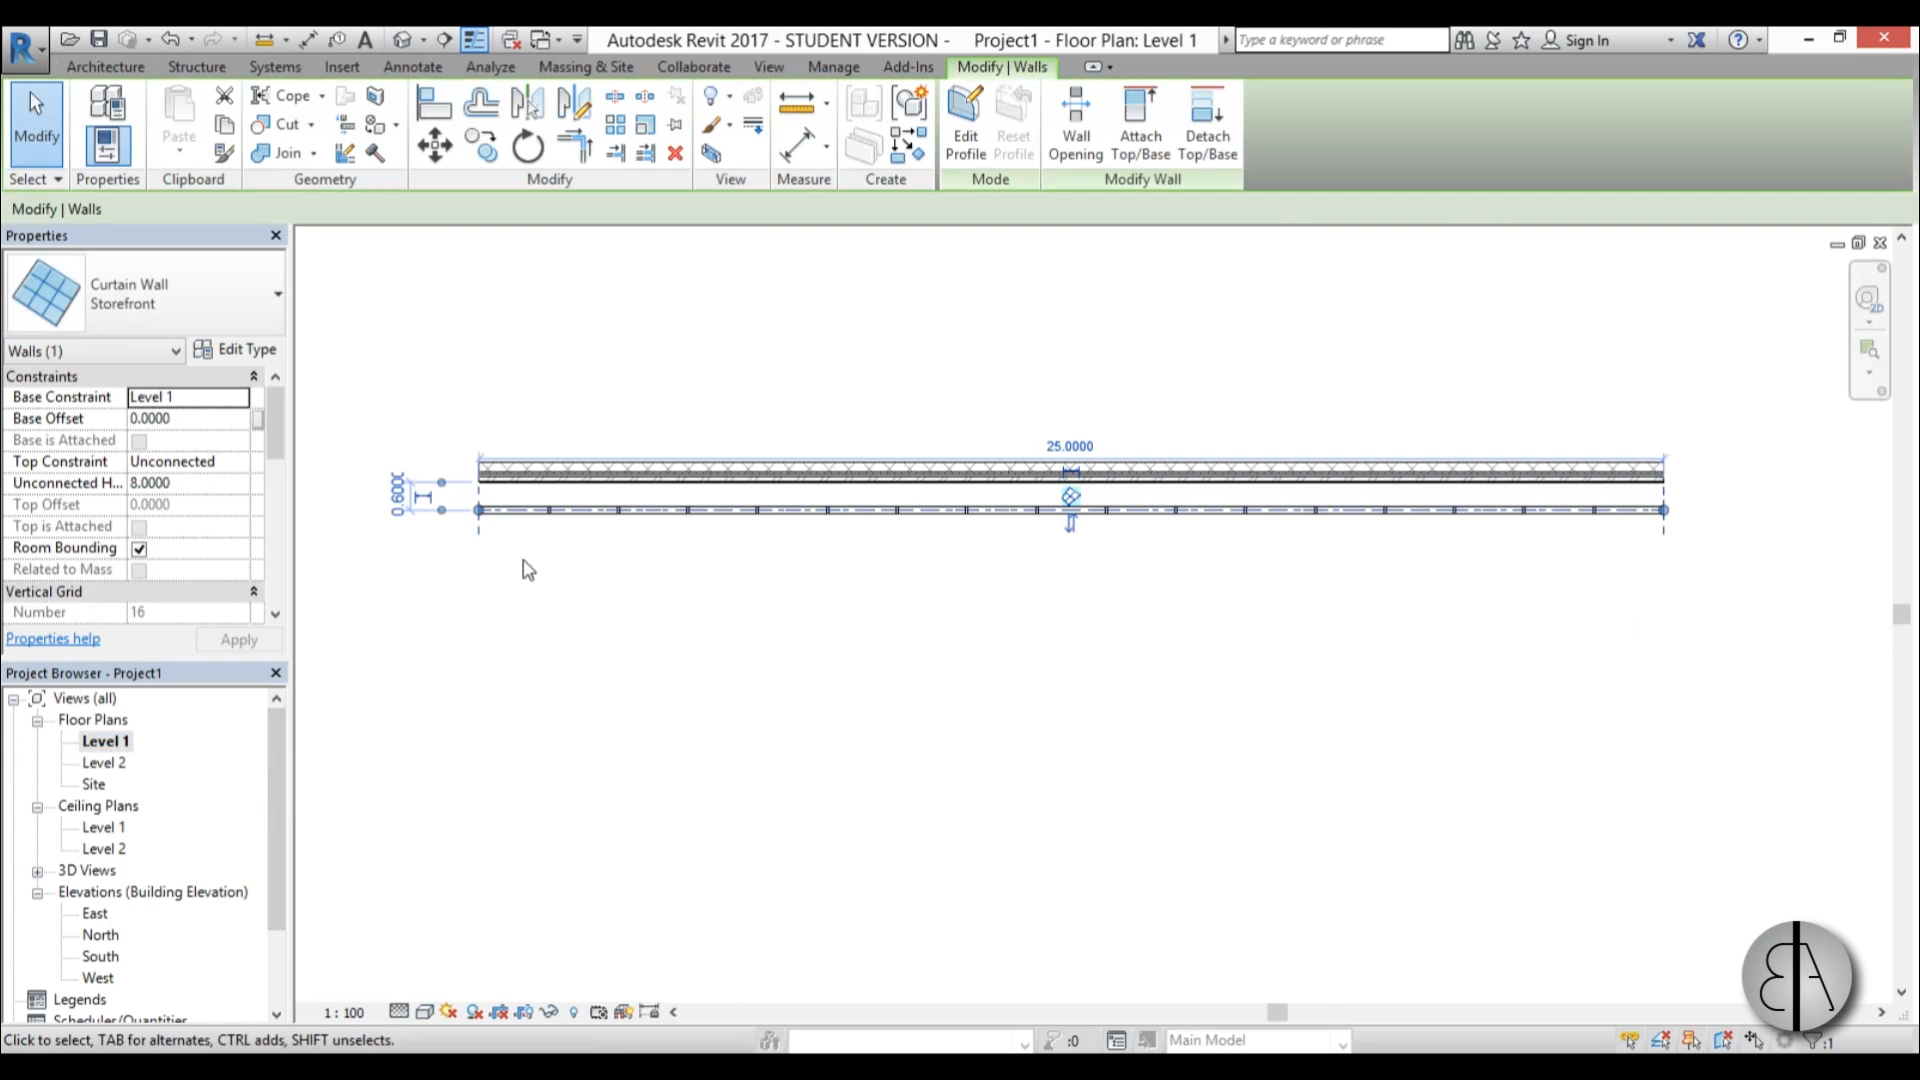 Autodesk Revit 2017 - STUDENT VERSION - Project1 - Floor Plan: Level 1
Type a keyword or phrase
Sign In
Architecture Structure Systems Insert Annotate Analyze Massing & Site Collaborate View Manage Add-Ins Modify | Walls
Modify
Paste
Cope
Cut
Join
Edit Profile
Reset Profile
Wall Opening
Attach Top/Base
Detach Top/Base
Select Properties Clipboard Geometry Modify View Measure Create Mode Modify Wall
Modify | Walls
Properties
Curtain Wall
Storefront
Walls (1) Edit Type
Constraints
Base Constraint Level 1
Base Offset 0.0000
Base is Attached
Top Constraint Unconnected
Unconnected H... 8.0000
Top Offset 0.0000
Top is Attached
Room Bounding
Related to Mass
Vertical Grid
Number 16
Properties help Apply
25.0000
0.6000
Project Browser - Project1
Views (all)
Floor Plans
Level 1
Level 2
Site
Ceiling Plans
Level 1
Level 2
3D Views
Elevations (Building Elevation)
East
North
South
West
Legends
Schedules/Quantities
1 : 100
Click to select, TAB for alternates, CTRL adds, SHIFT unselects.
:0
Main Model
:1